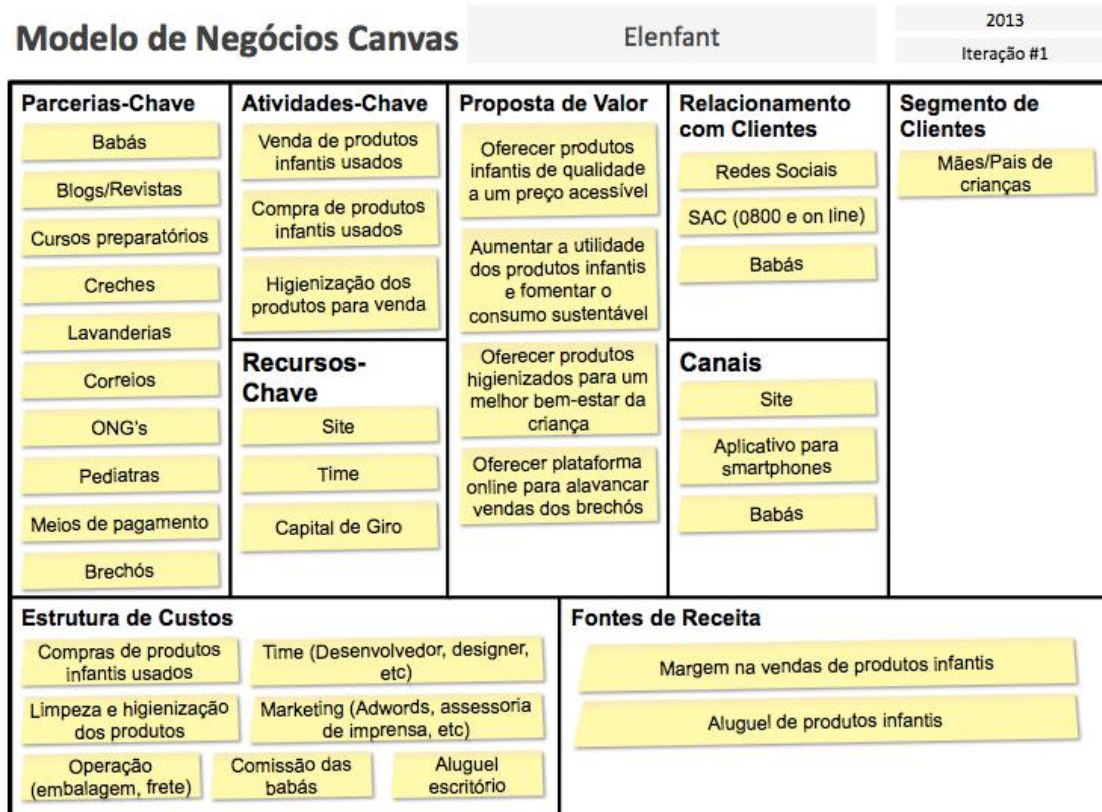 Modelo de Negócios Canvas
Elenfant
2013
Iteração #1
Parcerias-Chave
Babás
Blogs/Revistas
Cursos preparatórios
Creches
Lavanderias
Correios
ONG's
Pediatras
Meios de pagamento
Brechós
Atividades-Chave
Venda de produtos
infantis usados
Compra de produtos
infantis usados
Higienização dos
produtos para venda
Recursos-
Chave
Site
Time
Capital de Giro
Proposta de Valor
Oferecer produtos
infantis de qualidade
a um preço acessível
Aumentar a utilidade
dos produtos infantis
e fomentar o
consumo sustentável
Oferecer produtos
higienizados para um
melhor bem-estar da
criança
Oferecer plataforma
online para alavancar
vendas dos brechós
Relacionamento
com Clientes
Redes Sociais
SAC (0800 e on line)
Babás
Canais
Site
Aplicativo para
smartphones
Babás
Segmento de
Clientes
Mães/Pais de
crianças
Estrutura de Custos
Compras de produtos
infantis usados
Time (Desenvolvedor, designer,
etc)
Limpeza e higienização
dos produtos
Marketing (Adwords, assessoria
de imprensa, etc)
Operação
(embalagem, frete)
Comissão das
babás
Aluguel
escritório
Fontes de Receita
Margem na vendas de produtos infantis
Aluguel de produtos infantis